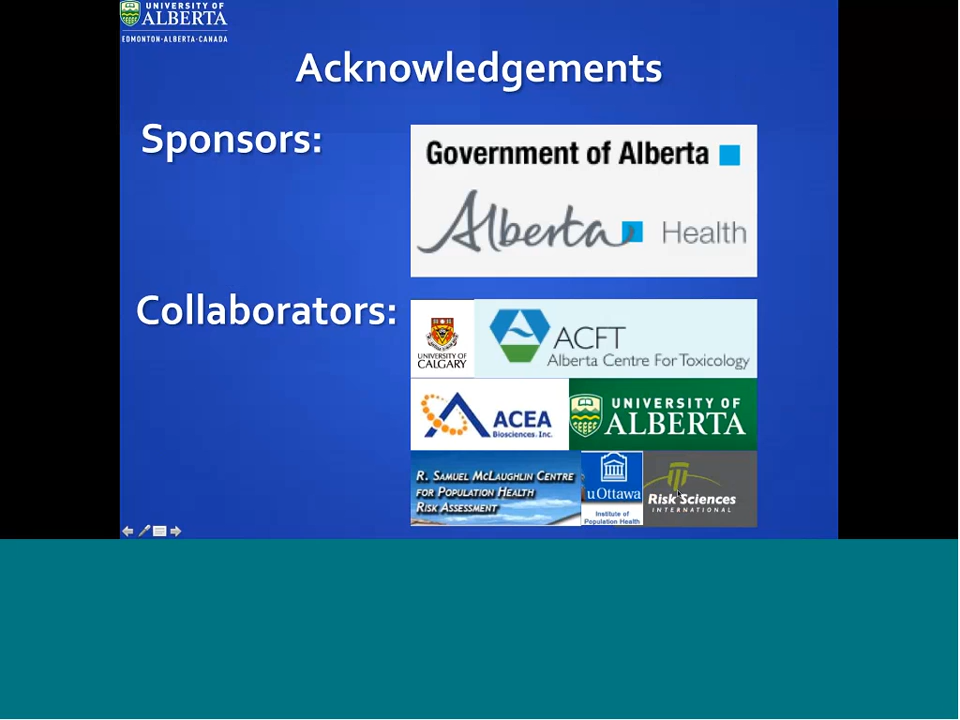 UNIVERSITY OF
ALBERTA
EDMONTON·ALBERTA·CANADA
Acknowledgements
Sponsors:
Government of Alberta
Alberta Health
Collaborators:
UNIVERSITY OF
CALGARY
ACFT
Alberta Centre For Toxicology
ACEA
Biosciences, Inc.
UNIVERSITY OF
ALBERTA
R. SAMUEL MCLAUGHLIN CENTRE
FOR POPULATION HEALTH
RISK ASSESSMENT
uOttawa
Institute of
Population Health
Risk Sciences
INTERNATIONAL